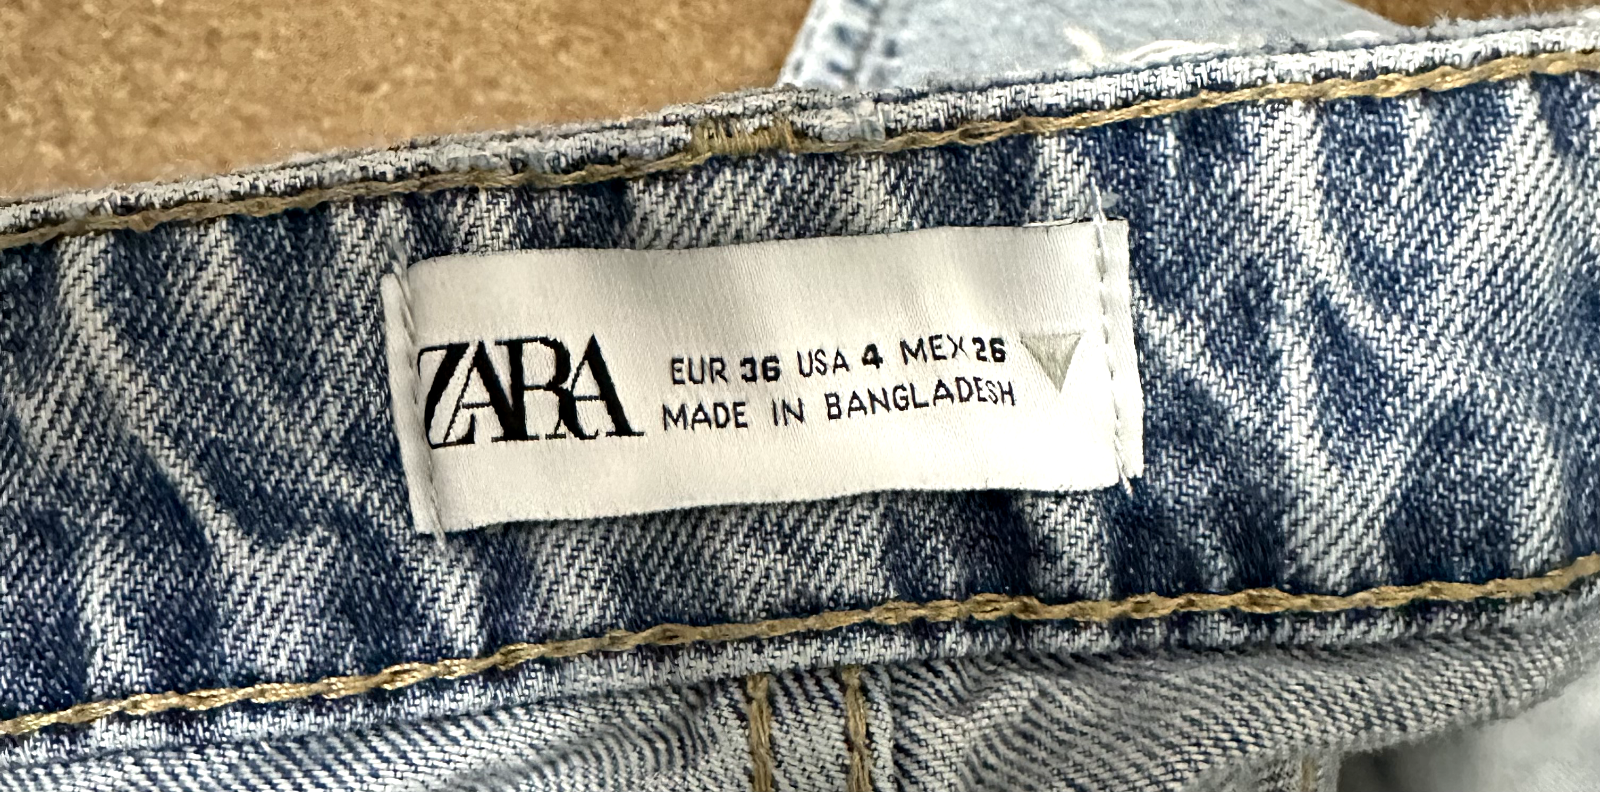 ZARA
EUR 36 USA 4 MEX 26
MADE IN BANGLADESH